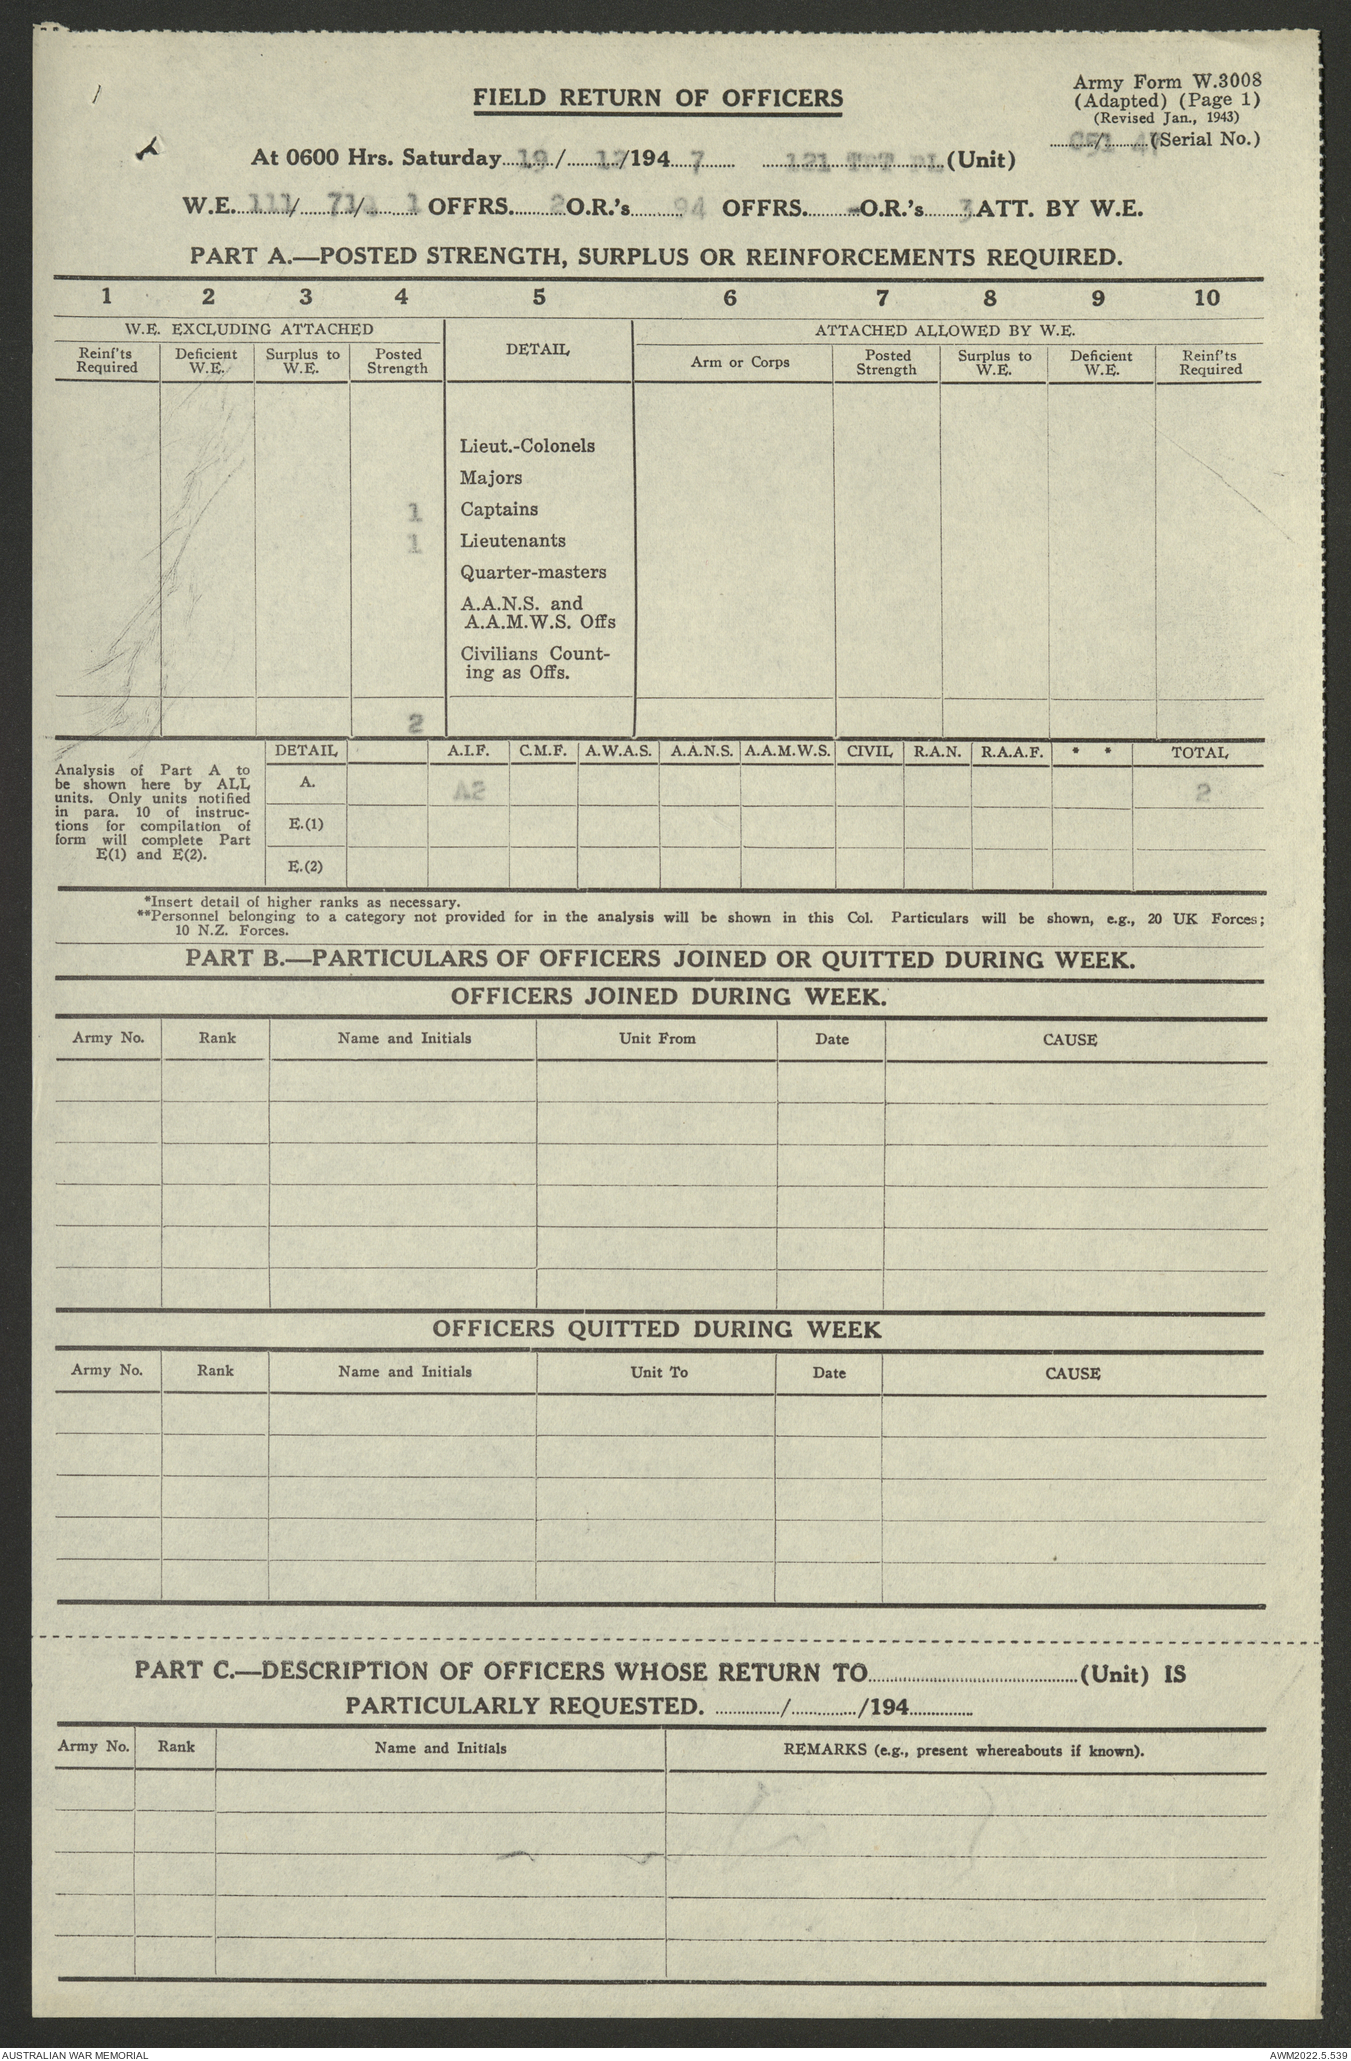 Army Form W.3008
FIELD RETURN OF OFFICERS
(Adapted) (Page 1)
(Revised Jan., 1943)
(Serial No.)
At 0600 Hrs. Saturday 19 / 12/194 7 121 TPT PL (Unit)
W.E. 111/ 71/ 1 OFFRS. 2 O.R.'s 94 OFFRS. - O.R.'s 3 ATT. BY W.E.
PART A.—POSTED STRENGTH, SURPLUS OR REINFORCEMENTS REQUIRED.
1 2 3 4 5 6 7 8 9 10
W.E. EXCLUDING ATTACHED
DETAIL
ATTACHED ALLOWED BY W.E.
Reinf'ts Required
Deficient W.E.
Surplus to W.E.
Posted Strength
Arm or Corps
Posted Strength
Surplus to W.E.
Deficient W.E.
Reinf'ts Required
Lieut.-Colonels
Majors
1 Captains
1 Lieutenants
Quarter-masters
A.A.N.S. and
A.A.M.W.S. Offs
Civilians Count-
ing as Offs.
2
DETAIL A.I.F. C.M.F. A.W.A.S. A.A.N.S. A.A.M.W.S. CIVIL R.A.N. R.A.A.F. * * TOTAL
Analysis of Part A to
be shown here by ALL
units. Only units notified
in para. 10 of instruc-
tions for compilation of
form will complete Part
E(1) and E(2).
A. A2 2
E.(1)
E.(2)
*Insert detail of higher ranks as necessary.
**Personnel belonging to a category not provided for in the analysis will be shown in this Col. Particulars will be shown, e.g., 20 UK Forces;
10 N.Z. Forces.
PART B.—PARTICULARS OF OFFICERS JOINED OR QUITTED DURING WEEK.
OFFICERS JOINED DURING WEEK.
Army No. Rank Name and Initials Unit From Date CAUSE
OFFICERS QUITTED DURING WEEK
Army No. Rank Name and Initials Unit To Date CAUSE
PART C.—DESCRIPTION OF OFFICERS WHOSE RETURN TO (Unit) IS
PARTICULARLY REQUESTED. / /194
Army No. Rank Name and Initials REMARKS (e.g., present whereabouts if known).
AUSTRALIAN WAR MEMORIAL
AWM2022.5.539